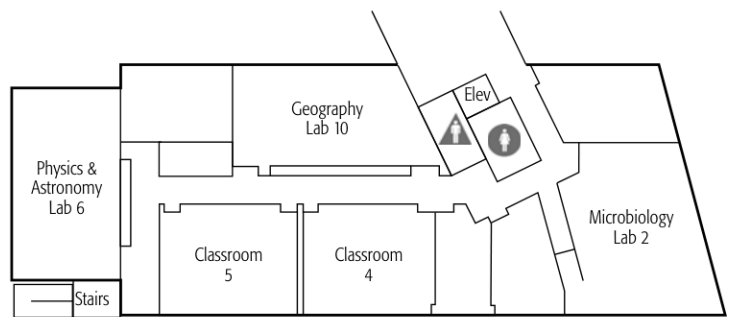 Elev
Geography
Lab 10
Physics &
Astronomy
Lab 6
Microbiology
Lab 2
Classroom
5
Classroom
4
Stairs